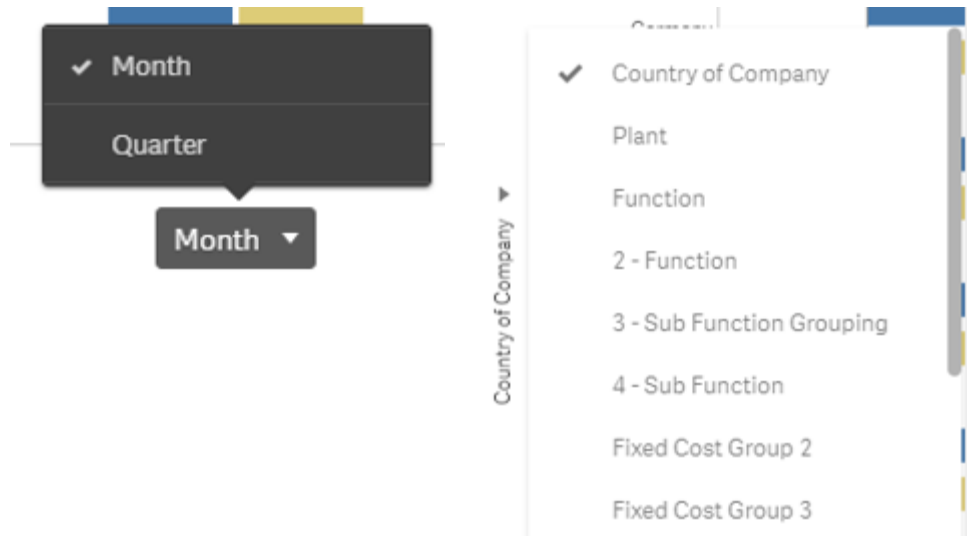 Month
Quarter
Month
Germany
Country of Company
Country of Company
Plant
Function
2 - Function
3 - Sub Function Grouping
4 - Sub Function
Fixed Cost Group 2
Fixed Cost Group 3